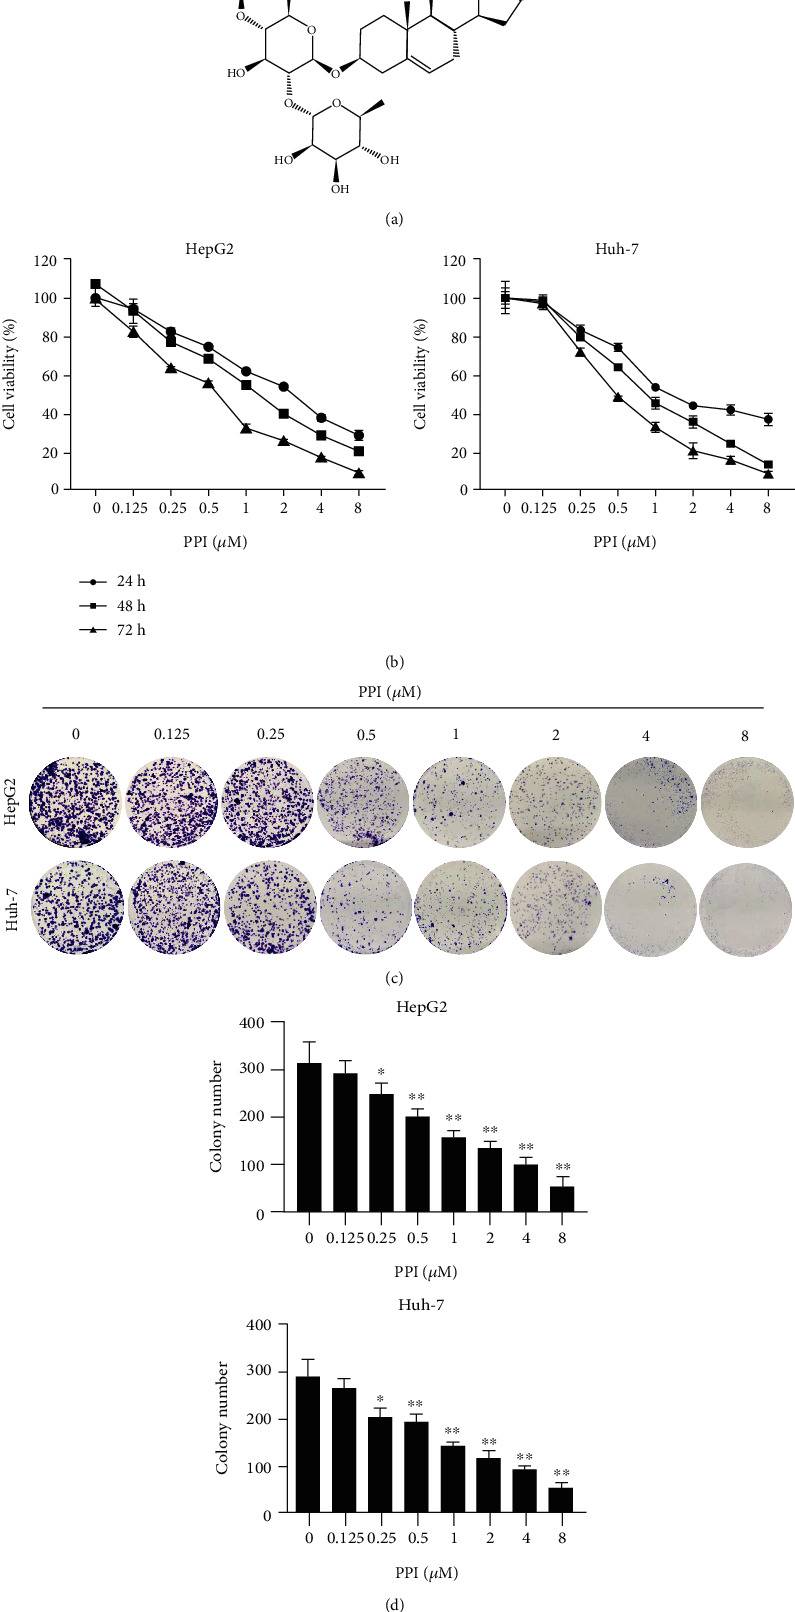 O
O
HO
O
O
O
HO
OH
OH
(a)
HepG2
Huh-7
120
100
80
60
40
20
0
Cell viability (%)
0 0.125 0.25 0.5 1 2 4 8
PPI (μM)
120
100
80
60
40
20
0
Cell viability (%)
0 0.125 0.25 0.5 1 2 4 8
PPI (μM)
24 h
48 h
72 h
(b)
PPI (μM)
0 0.125 0.25 0.5 1 2 4 8
HepG2
Huh-7
(c)
HepG2
400
300
200
100
0
Colony number
* ** ** ** ** **
0 0.125 0.25 0.5 1 2 4 8
PPI (μM)
Huh-7
400
300
200
100
0
Colony number
* ** ** ** ** **
0 0.125 0.25 0.5 1 2 4 8
PPI (μM)
(d)